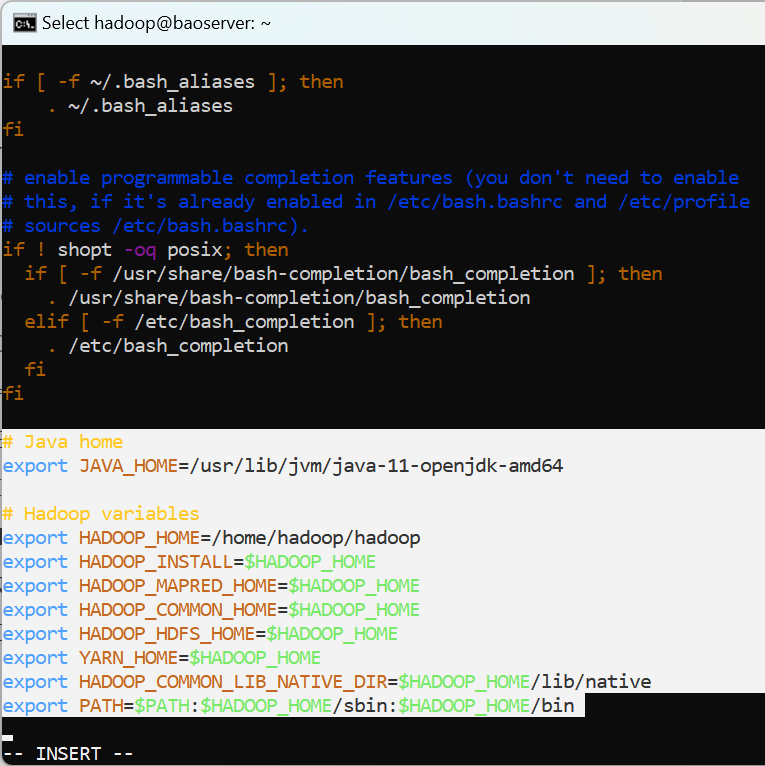 Select hadoop@baoserver: ~
if [ -f ~/.bash_aliases ]; then
    . ~/.bash_aliases
fi
# enable programmable completion features (you don't need to enable
# this, if it's already enabled in /etc/bash.bashrc and /etc/profile
# sources /etc/bash.bashrc).
if ! shopt -oq posix; then
  if [ -f /usr/share/bash-completion/bash_completion ]; then
    . /usr/share/bash-completion/bash_completion
  elif [ -f /etc/bash_completion ]; then
    . /etc/bash_completion
  fi
fi
# Java home
export JAVA_HOME=/usr/lib/jvm/java-11-openjdk-amd64
# Hadoop variables
export HADOOP_HOME=/home/hadoop/hadoop
export HADOOP_INSTALL=$HADOOP_HOME
export HADOOP_MAPRED_HOME=$HADOOP_HOME
export HADOOP_COMMON_HOME=$HADOOP_HOME
export HADOOP_HDFS_HOME=$HADOOP_HOME
export YARN_HOME=$HADOOP_HOME
export HADOOP_COMMON_LIB_NATIVE_DIR=$HADOOP_HOME/lib/native
export PATH=$PATH:$HADOOP_HOME/sbin:$HADOOP_HOME/bin
-- INSERT --